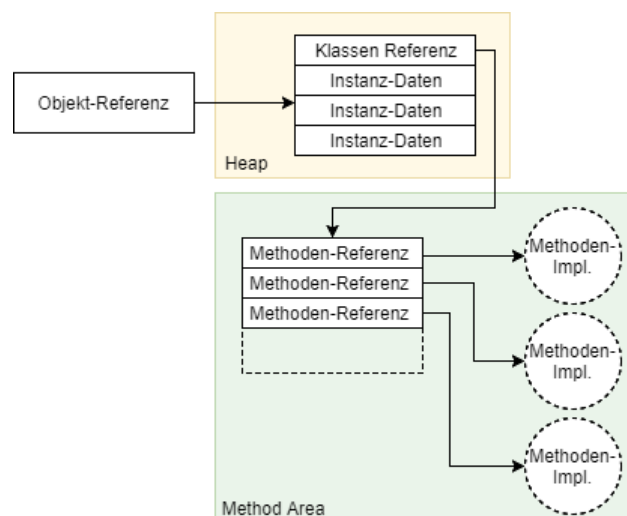 Klassen Referenz
Instanz-Daten
Instanz-Daten
Instanz-Daten
Objekt-Referenz
Heap
Methoden-Referenz
Methoden-Referenz
Methoden-Referenz
Methoden-
Impl.
Methoden-
Impl.
Methoden-
Impl.
Method Area